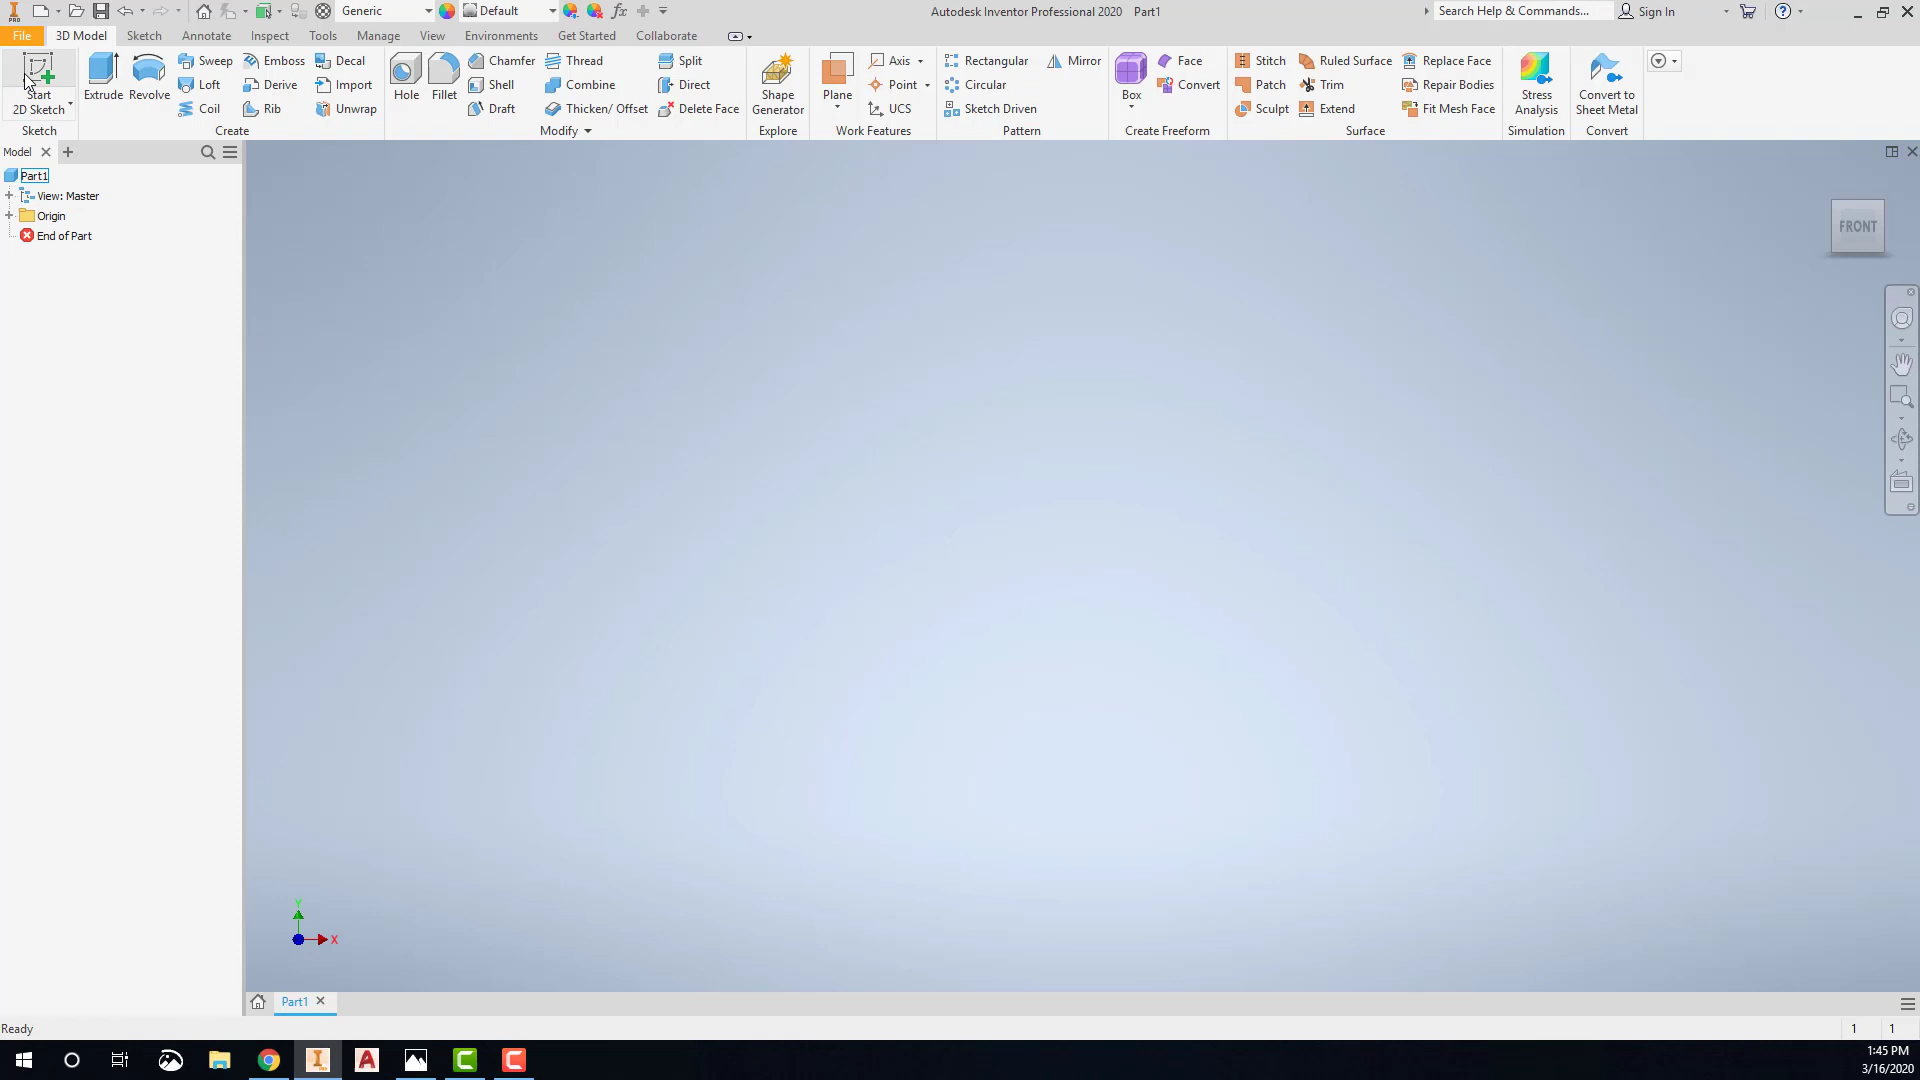 Generic Default Autodesk Inventor Professional 2020 Part1 Search Help & Commands... Sign In
File 3D Model Sketch Annotate Inspect Tools Manage View Environments Get Started Collaborate
Start
2D Sketch
Sketch
Extrude Revolve
Sweep Emboss Decal
Loft Derive Import
Coil Rib Unwrap
Create
Hole Fillet
Chamfer Thread Split
Shell Combine Direct
Draft Thicken/ Offset Delete Face
Modify
Shape
Generator
Explore
Plane
Axis
Point
UCS
Work Features
Rectangular Mirror
Circular
Sketch Driven
Pattern
Box
Face
Convert
Create Freeform
Stitch Ruled Surface Replace Face
Patch Trim Repair Bodies
Sculpt Extend Fit Mesh Face
Surface
Stress
Analysis
Simulation
Convert to
Sheet Metal
Convert
Model
Part1
View: Master
Origin
End of Part
FRONT
Y
X
Part1
Ready 1 1
1:45 PM
3/16/2020